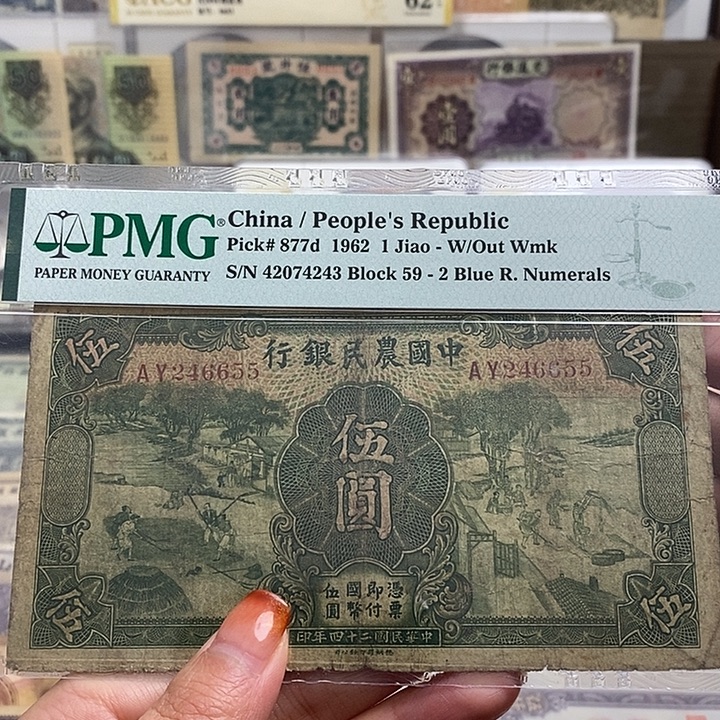 62
PMG®
PAPER MONEY GUARANTY
China / People's Republic
Pick# 877d 1962 1 Jiao - W/Out Wmk
S/N 42074243 Block 59 - 2 Blue R. Numerals
伍
中國農民銀行
伍
AY246655
AY246655
伍圓
憑票
即付
國幣
伍圓
伍
中華民國二十四年印
伍